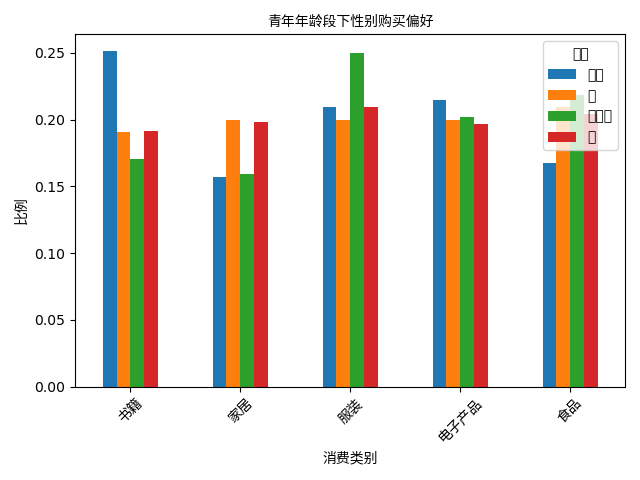 青年年龄段下性别购买偏好
比例
0.25
0.20
0.15
0.10
0.05
0.00
书籍
家居
服装
电子产品
食品
消费类别